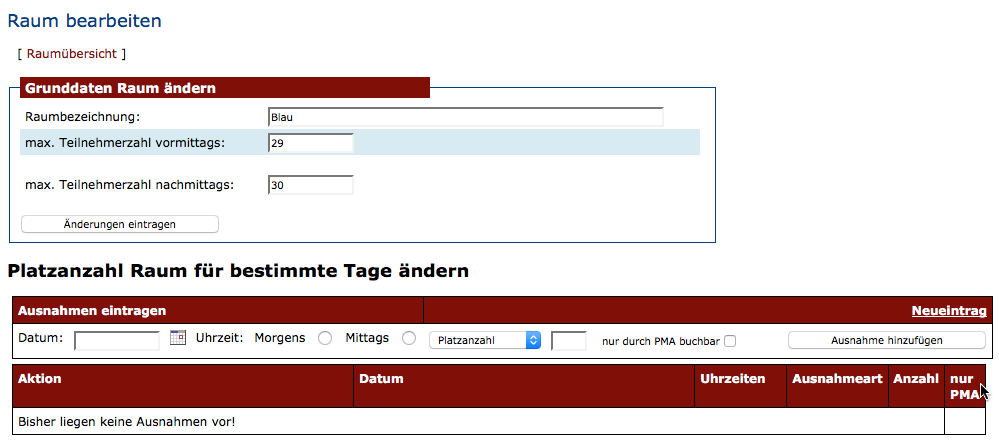 Raum bearbeiten
[ Raumübersicht ]
Grunddaten Raum ändern
Raumbezeichnung: Blau
max. Teilnehmerzahl vormittags: 29
max. Teilnehmerzahl nachmittags: 30
Änderungen eintragen
Platzanzahl Raum für bestimmte Tage ändern
Ausnahmen eintragen Neueintrag
Datum: Uhrzeit: Morgens Mittags Platzanzahl nur durch PMA buchbar Ausnahme hinzufügen
Aktion Datum Uhrzeiten Ausnahmeart Anzahl nur
PMA
Bisher liegen keine Ausnahmen vor!